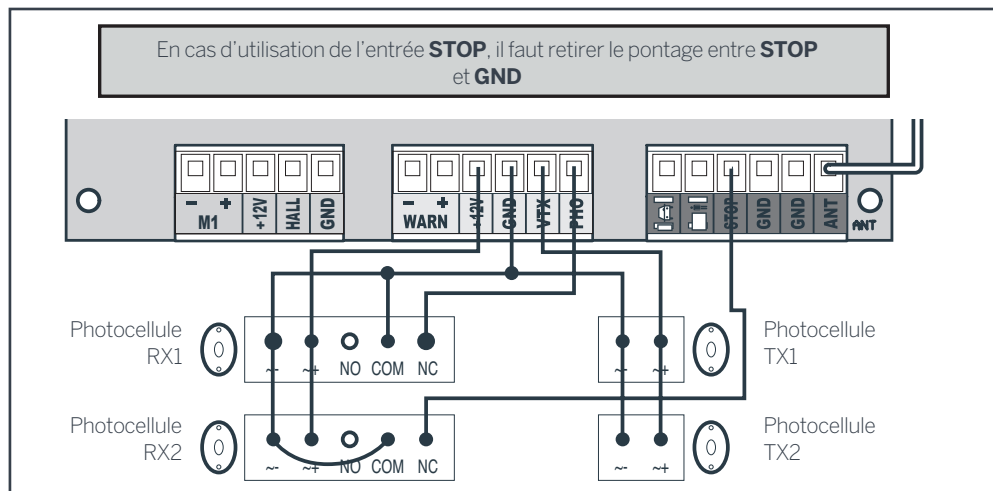 En cas d'utilisation de l'entrée STOP, il faut retirer le pontage entre STOP
et GND
- + M1 +12V HALL GND
- + WARN +12V GND VTX PHO
STOP GND GND ANT
ANT
Photocellule
RX1
~- ~+ NO COM NC
~- ~+
Photocellule
TX1
Photocellule
RX2
~- ~+ NO COM NC
~- ~+
Photocellule
TX2